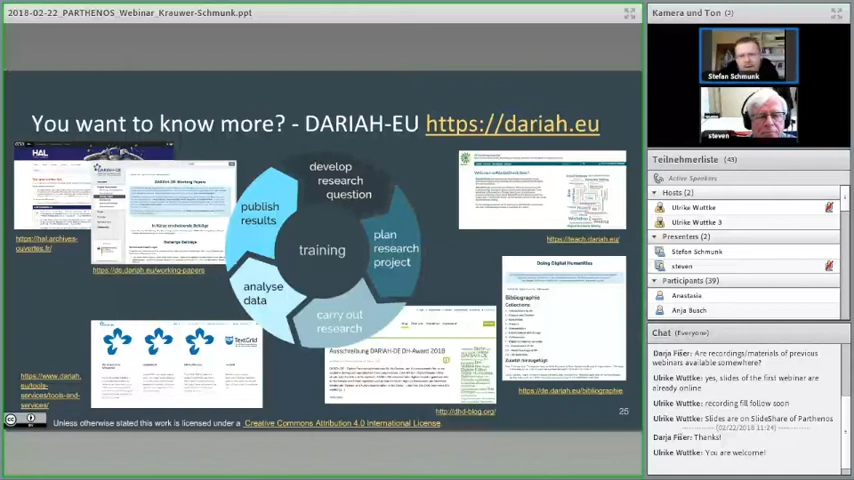 2018-02-22_PARTHENOS_Webinar_Krauwer-Schmunk.ppt
You want to know more? - DARIAH-EU https://dariah.eu
HAL
DARIAH-DE Working Papers
https://hal.archives-
ouvertes.fr/
https://de.dariah.eu/working-papers
develop
research
question
publish
results
plan
research
project
training
analyse
data
carry out
research
https://teach.dariah.eu/
Doing Digital Humanities
Bibliographie
https://de.dariah.eu/bibliographie
TextGrid
https://www.dariah.
eu/tools-
services/tools-and-
services/
Ausschreibung DARIAH-DE DH-Award 2018
http://dhd-blog.org/
25
Unless otherwise stated this work is licensed under a Creative Commons Attribution 4.0 International License.
Kamera und Ton (3)
Stefan Schmunk
steven
Teilnehmerliste (43)
Active Speakers
Hosts (2)
Ulrike Wuttke
Ulrike Wuttke 3
Presenters (2)
Stefan Schmunk
steven
Participants (39)
Anastasia
Anja Busch
Chat (Everyone)
Darja Fišer: Are recordings/materials of previous
webinars available somewhere?
Ulrike Wuttke: yes, slides of the first webinar are
already online
Ulrike Wuttke: recording fill follow soon
Ulrike Wuttke: Slides are on SlideShare of Parthenos
(02/22/2018 11:24)
Darja Fišer: Thanks!
Ulrike Wuttke: You are welcome!